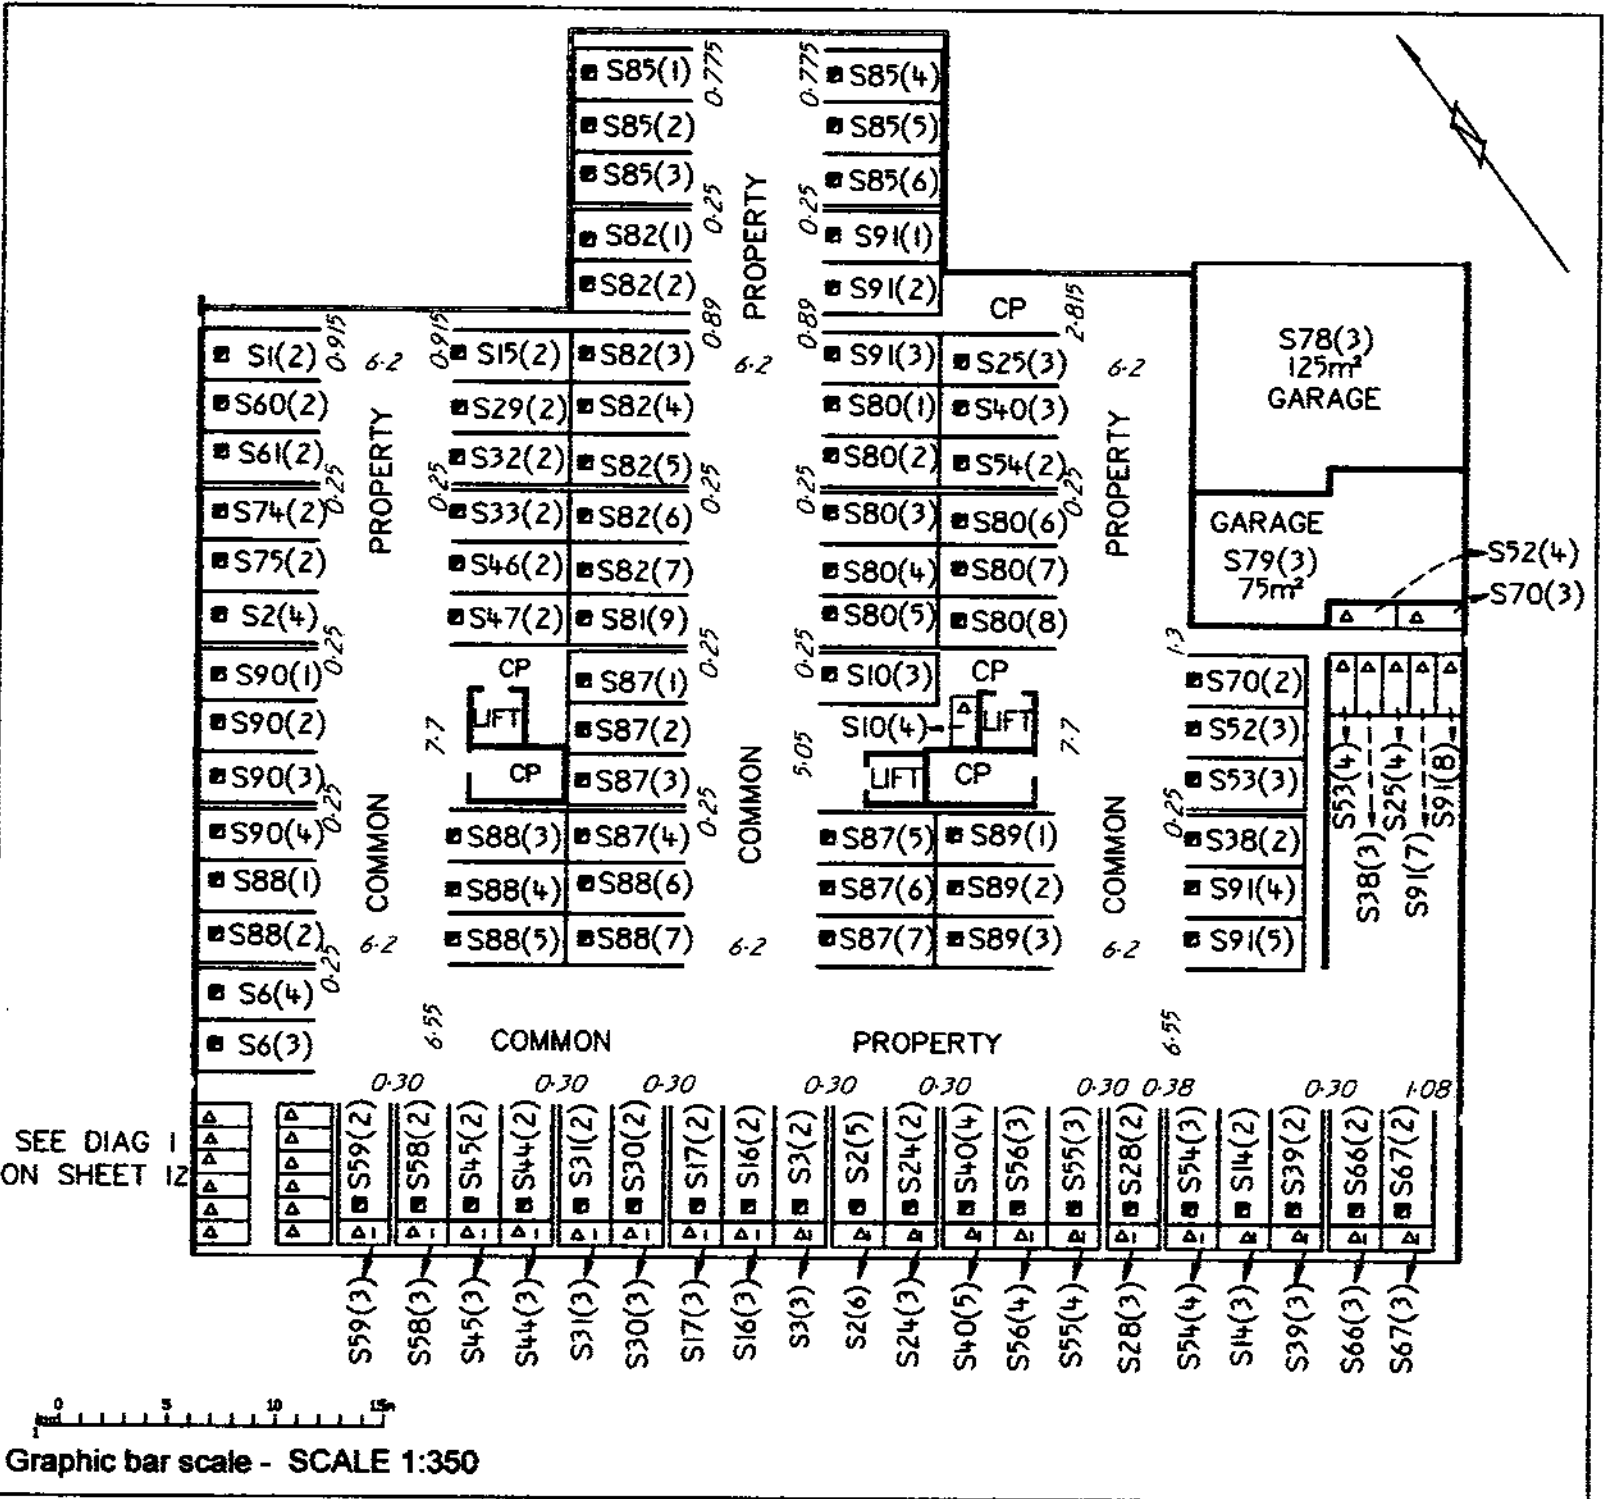 S85(1) 0.775 0.775 S85(4)
S85(2) S85(5)
S85(3) 0.25 PROPERTY 0.25 S85(6)
S82(1) S91(1)
S82(2) 0.89 0.89 S91(2) CP 2.815
S1(2) 0.915 6.2 0.915 S15(2) S82(3) 6.2 S91(3) S25(3) 6.2 S78(3)
125m²
GARAGE
S60(2) S29(2) S82(4) S80(1) S40(3)
S61(2) 0.25 PROPERTY 0.25 S32(2) S82(5) 0.25 0.25 S80(2) S54(2) 0.25 PROPERTY
S74(2) S33(2) S82(6) S80(3) S80(6) GARAGE
S79(3)
75m²
S52(4)
S70(3)
S75(2) S46(2) S82(7) S80(4) S80(7)
S2(4) 0.25 S47(2) S81(9) 0.25 0.25 S80(5) S80(8) 1.3
S90(1) CP S87(1) S10(3) CP S70(2)
S90(2) 7.7 LIFT S87(2) S10(4) LIFT 7.7 S52(3)
S90(3) 0.25 CP S87(3) 0.25 COMMON 5.05 LIFT CP 0.25 S53(3)
S53(4) S38(3) S25(4) S91(7) S91(8)
S90(4) COMMON S88(3) S87(4) S87(5) S89(1) COMMON S38(2)
S88(1) S88(4) S88(6) S87(6) S89(2) S91(4)
S88(2) 0.25 6.2 S88(5) S88(7) 6.2 S87(7) S89(3) 6.2 S91(5)
S6(4)
S6(3) 6.55 COMMON PROPERTY 6.55
0.30 0.30 0.30 0.30 0.30 0.30 0.38 0.30 1.08
SEE DIAG 1
ON SHEET 12
S59(2) S58(2) S45(2) S44(2) S31(2) S30(2) S17(2) S16(2) S3(2) S2(5) S24(2) S40(4) S56(3) S55(3) S28(2) S54(3) S14(2) S39(2) S66(2) S67(2)
S59(3) S58(3) S45(3) S44(3) S31(3) S30(3) S17(3) S16(3) S3(3) S2(6) S24(3) S40(5) S56(4) S55(4) S28(3) S54(4) S14(3) S39(3) S66(3) S67(3)
0 5 10 15m
Graphic bar scale - SCALE 1:350